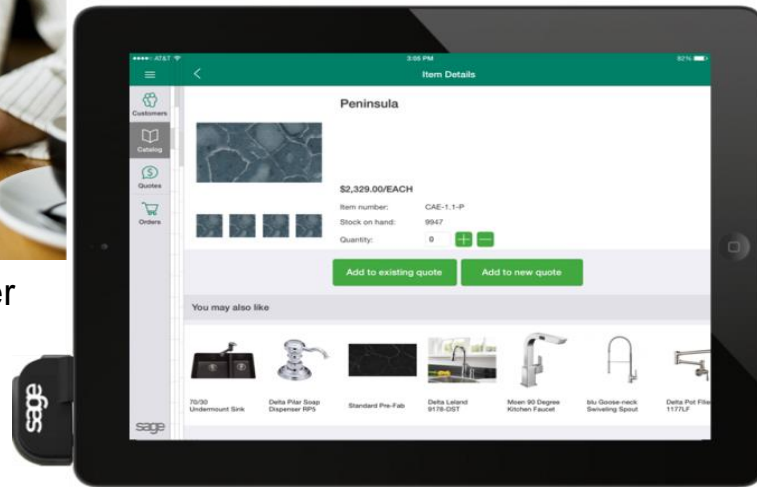 AT&T 3:05 PM 82%
Item Details
Customers
Catalog
Quotes
Orders
sage
Peninsula
$2,329.00/EACH
Item number: CAE-1.1-P
Stock on hand: 9947
Quantity: 0 + -
Add to existing quote Add to new quote
You may also like
70/30
Undermount Sink
Delta Pilar Soap
Dispenser RP5
Standard Pre-Fab
Delta Leland
9178-DST
Moen 90 Degree
Kitchen Faucet
blu Goose-neck
Swiveling Spout
Delta Pot Flle
1177LF
er
sage